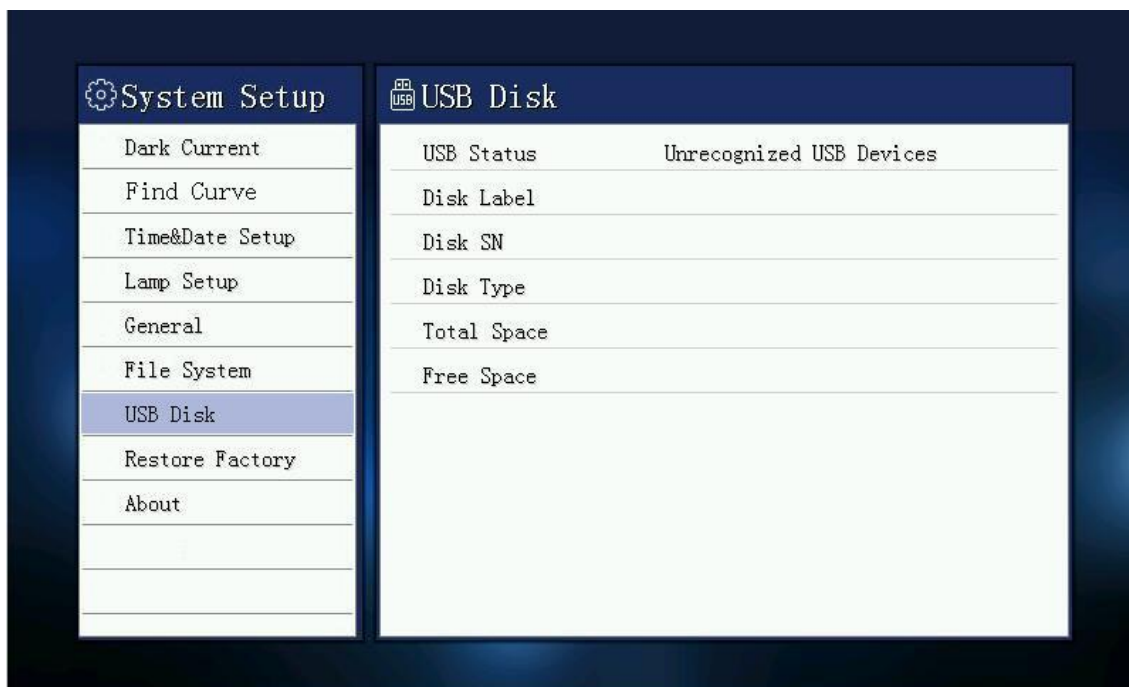 System Setup
Dark Current
Find Curve
Time&Date Setup
Lamp Setup
General
File System
USB Disk
Restore Factory
About
USB
USB Disk
USB Status Unrecognized USB Devices
Disk Label
Disk SN
Disk Type
Total Space
Free Space